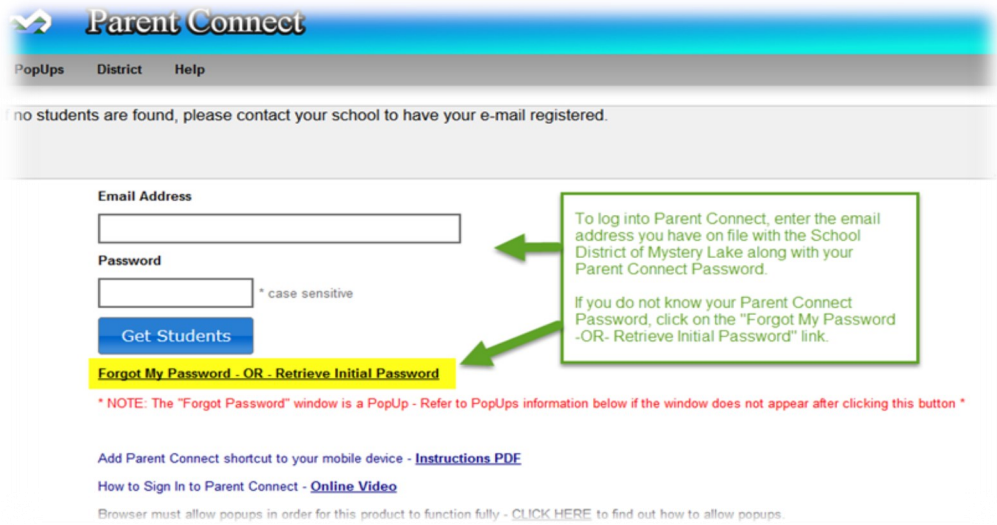 Parent Connect
PopUps District Help
no students are found, please contact your school to have your e-mail registered.
Email Address
Password
* case sensitive
Get Students
Forgot My Password - OR - Retrieve Initial Password
To log into Parent Connect, enter the email
address you have on file with the School
District of Mystery Lake along with your
Parent Connect Password.
If you do not know your Parent Connect
Password, click on the "Forgot My Password
-OR- Retrieve Initial Password" link.
* NOTE: The "Forgot Password" window is a PopUp - Refer to PopUps information below if the window does not appear after clicking this button *
Add Parent Connect shortcut to your mobile device - Instructions PDF
How to Sign In to Parent Connect - Online Video
Browser must allow popups in order for this product to function fully - CLICK HERE to find out how to allow popups.